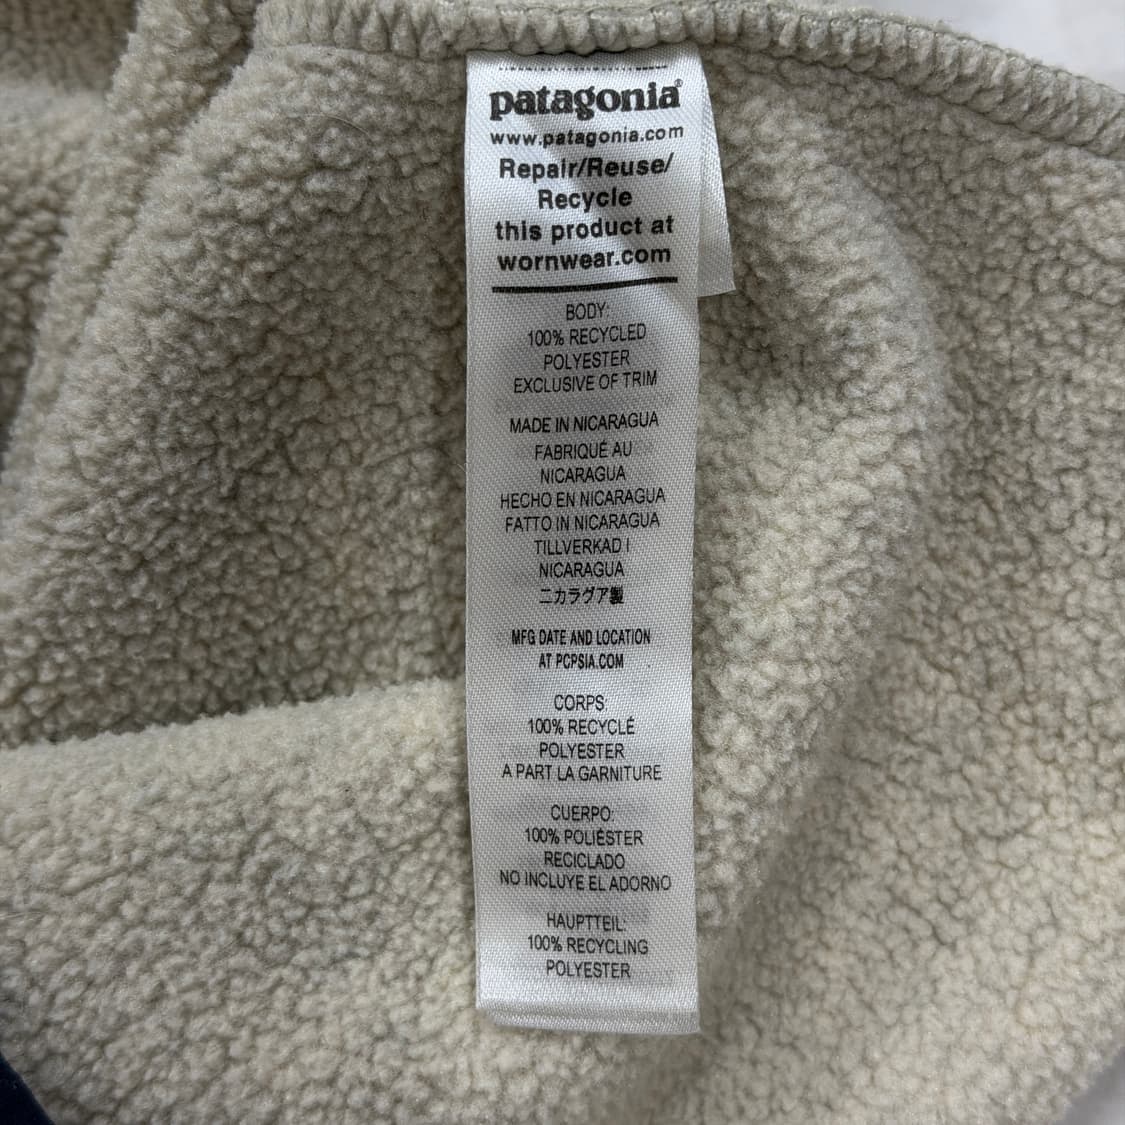 patagonia®
www.patagonia.com
Repair/Reuse/
Recycle
this product at
wornwear.com
BODY:
100% RECYCLED
POLYESTER
EXCLUSIVE OF TRIM
MADE IN NICARAGUA
FABRIQUÉ AU
NICARAGUA
HECHO EN NICARAGUA
FATTO IN NICARAGUA
TILLVERKAD I
NICARAGUA
ニカラグア製
MFG DATE AND LOCATION
AT PCPSIA.COM
CORPS:
100% RECYCLÉ
POLYESTER
A PART LA GARNITURE
CUERPO:
100% POLIÉSTER
RECICLADO
NO INCLUYE EL ADORNO
HAUPTTEIL:
100% RECYCLING
POLYESTER